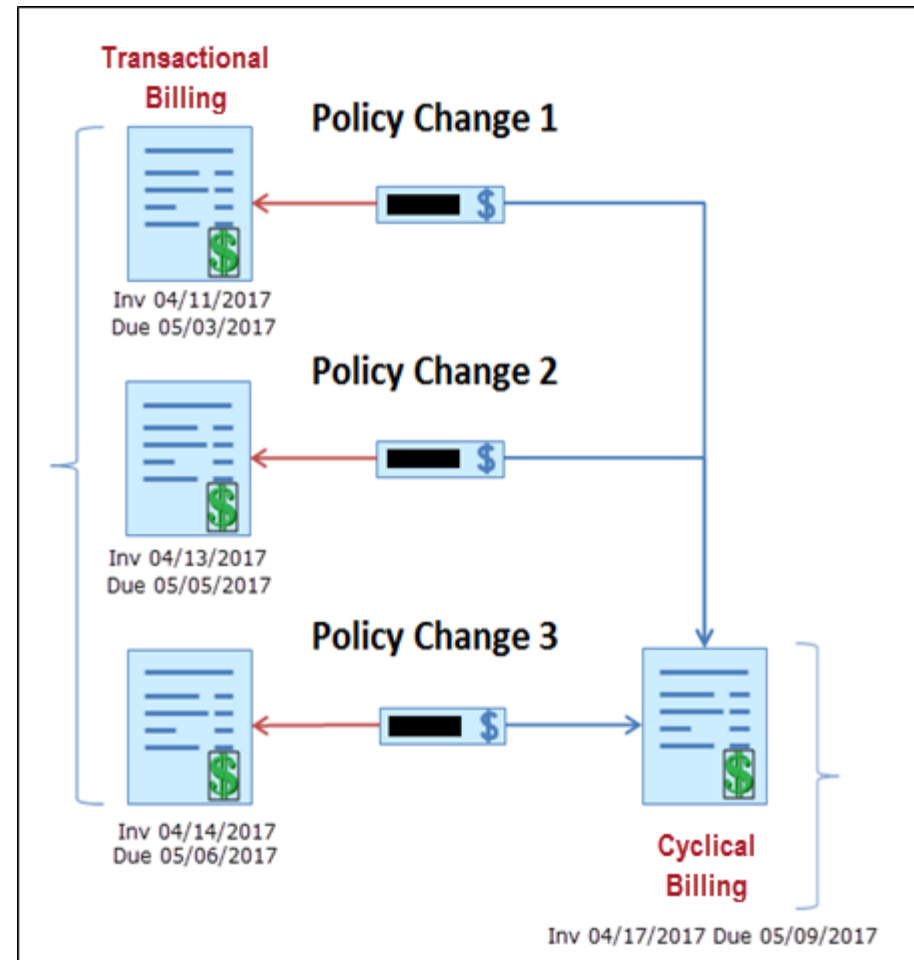 Transactional
Billing
Policy Change 1
$
$
Inv 04/11/2017
Due 05/03/2017
Policy Change 2
$
$
Inv 04/13/2017
Due 05/05/2017
Policy Change 3
$
$
$
Inv 04/14/2017
Due 05/06/2017
Cyclical
Billing
Inv 04/17/2017 Due 05/09/2017